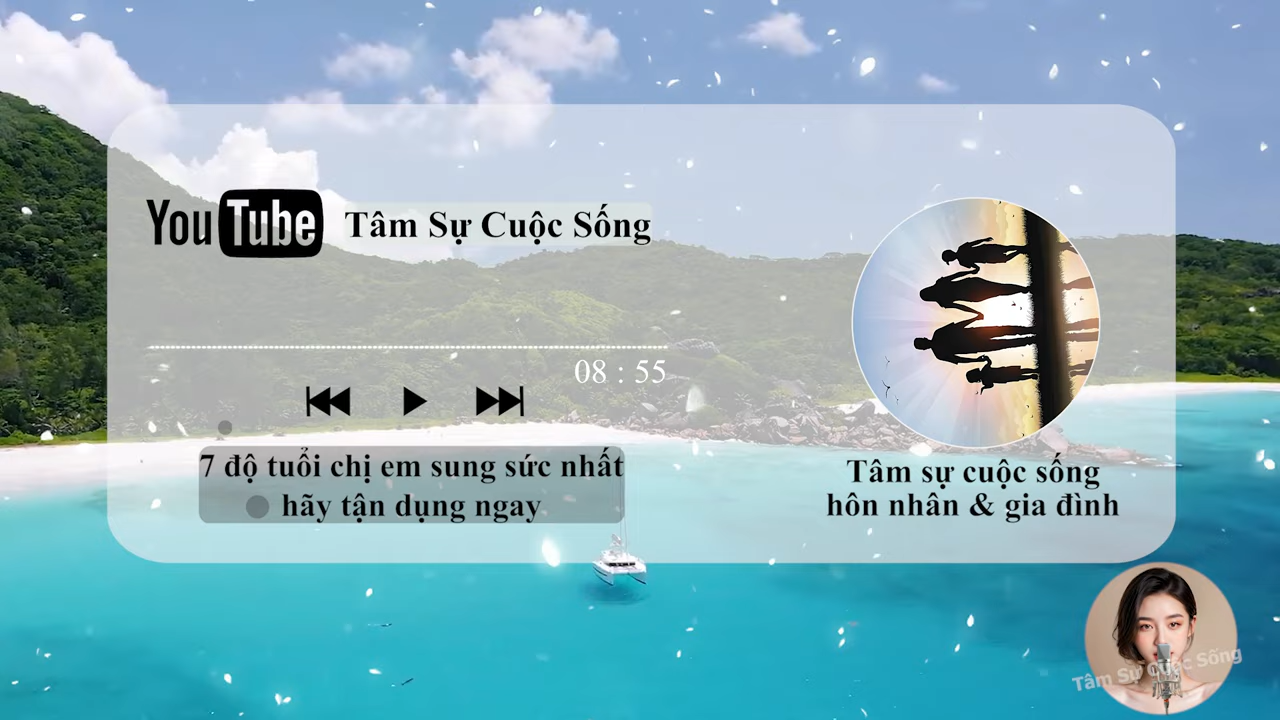 YouTube Tâm Sự Cuộc Sống
08 : 55
7 độ tuổi chị em sung sức nhất
hãy tận dụng ngay
Tâm sự cuộc sống
hôn nhân & gia đình
Tâm Sự Cuộc Sống